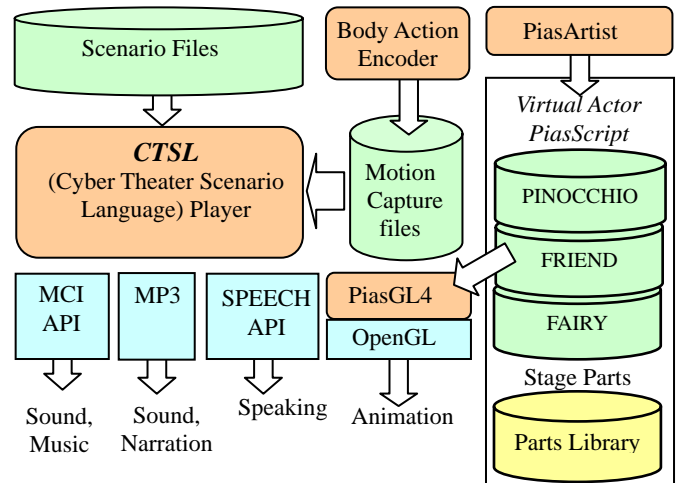 Scenario Files
Body Action
Encoder
PiasArtist
CTSL
(Cyber Theater Scenario
Language) Player
Motion
Capture
files
Virtual Actor
PiasScript
PINOCCHIO
FRIEND
FAIRY
Stage Parts
Parts Library
MCI
API
MP3
SPEECH
API
PiasGL4
OpenGL
Sound,
Music
Sound,
Narration
Speaking
Animation